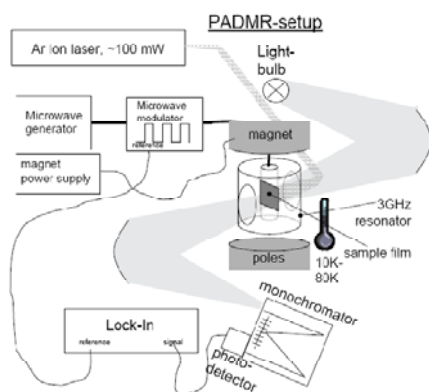 PADMR-setup
Ar Ion laser, ~100 mW
Light-
bulb
Microwave
generator
Microwave
modulator
reference
magnet
magnet
power supply
3GHz
resonator
sample film
poles
10K-
80K
monochromator
Lock-In
reference
signal
photo-
detector